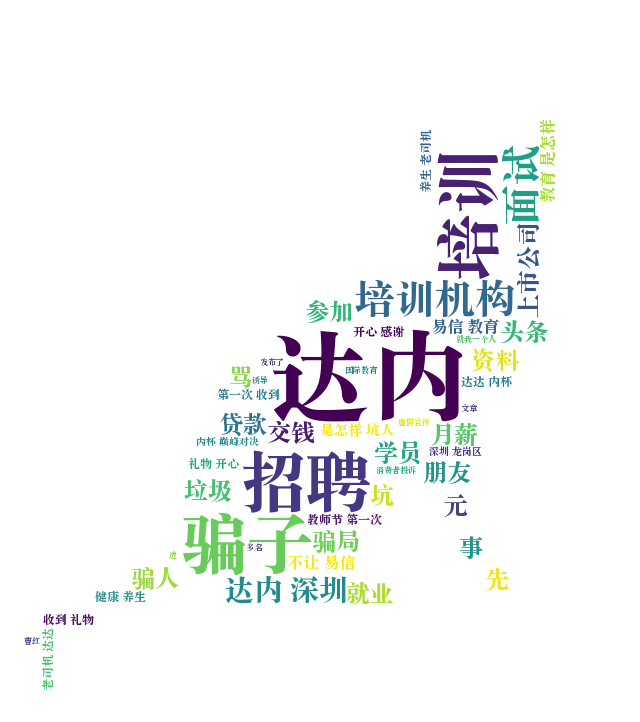 养生 老司机
教育 是怎样
培训
面试
上市公司
培训机构
参加
易信 教育
头条
开心 感谢
就我一个人
达内
发布了
国际教育
资料
骂
诱导
达达 内杯
第一次 收到
文章
贷款
交钱
是怎样 坑人
虚假宣传
月薪
内杯 巅峰对决
学员
深圳 龙岗区
礼物 开心
招聘
消费者投诉
朋友
垃圾
坑
元
骗子
教师节 第一次
骗局
多名
事
遭
不让 易信
骗人
达内 深圳
就业
先
健康 养生
收到 礼物
曹红
老司机 达达